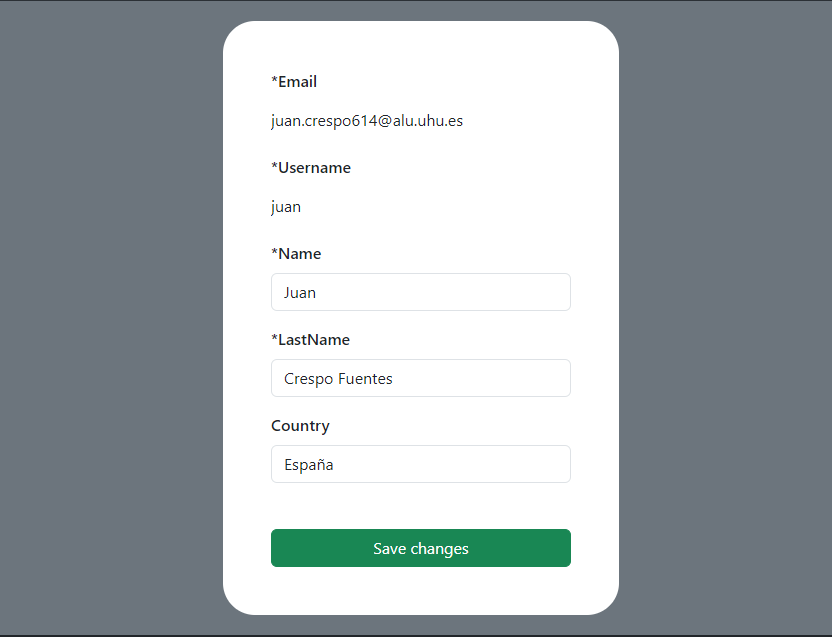 *Email
juan.crespo614@alu.uhu.es
*Username
juan
*Name
Juan
*LastName
Crespo Fuentes
Country
España
Save changes